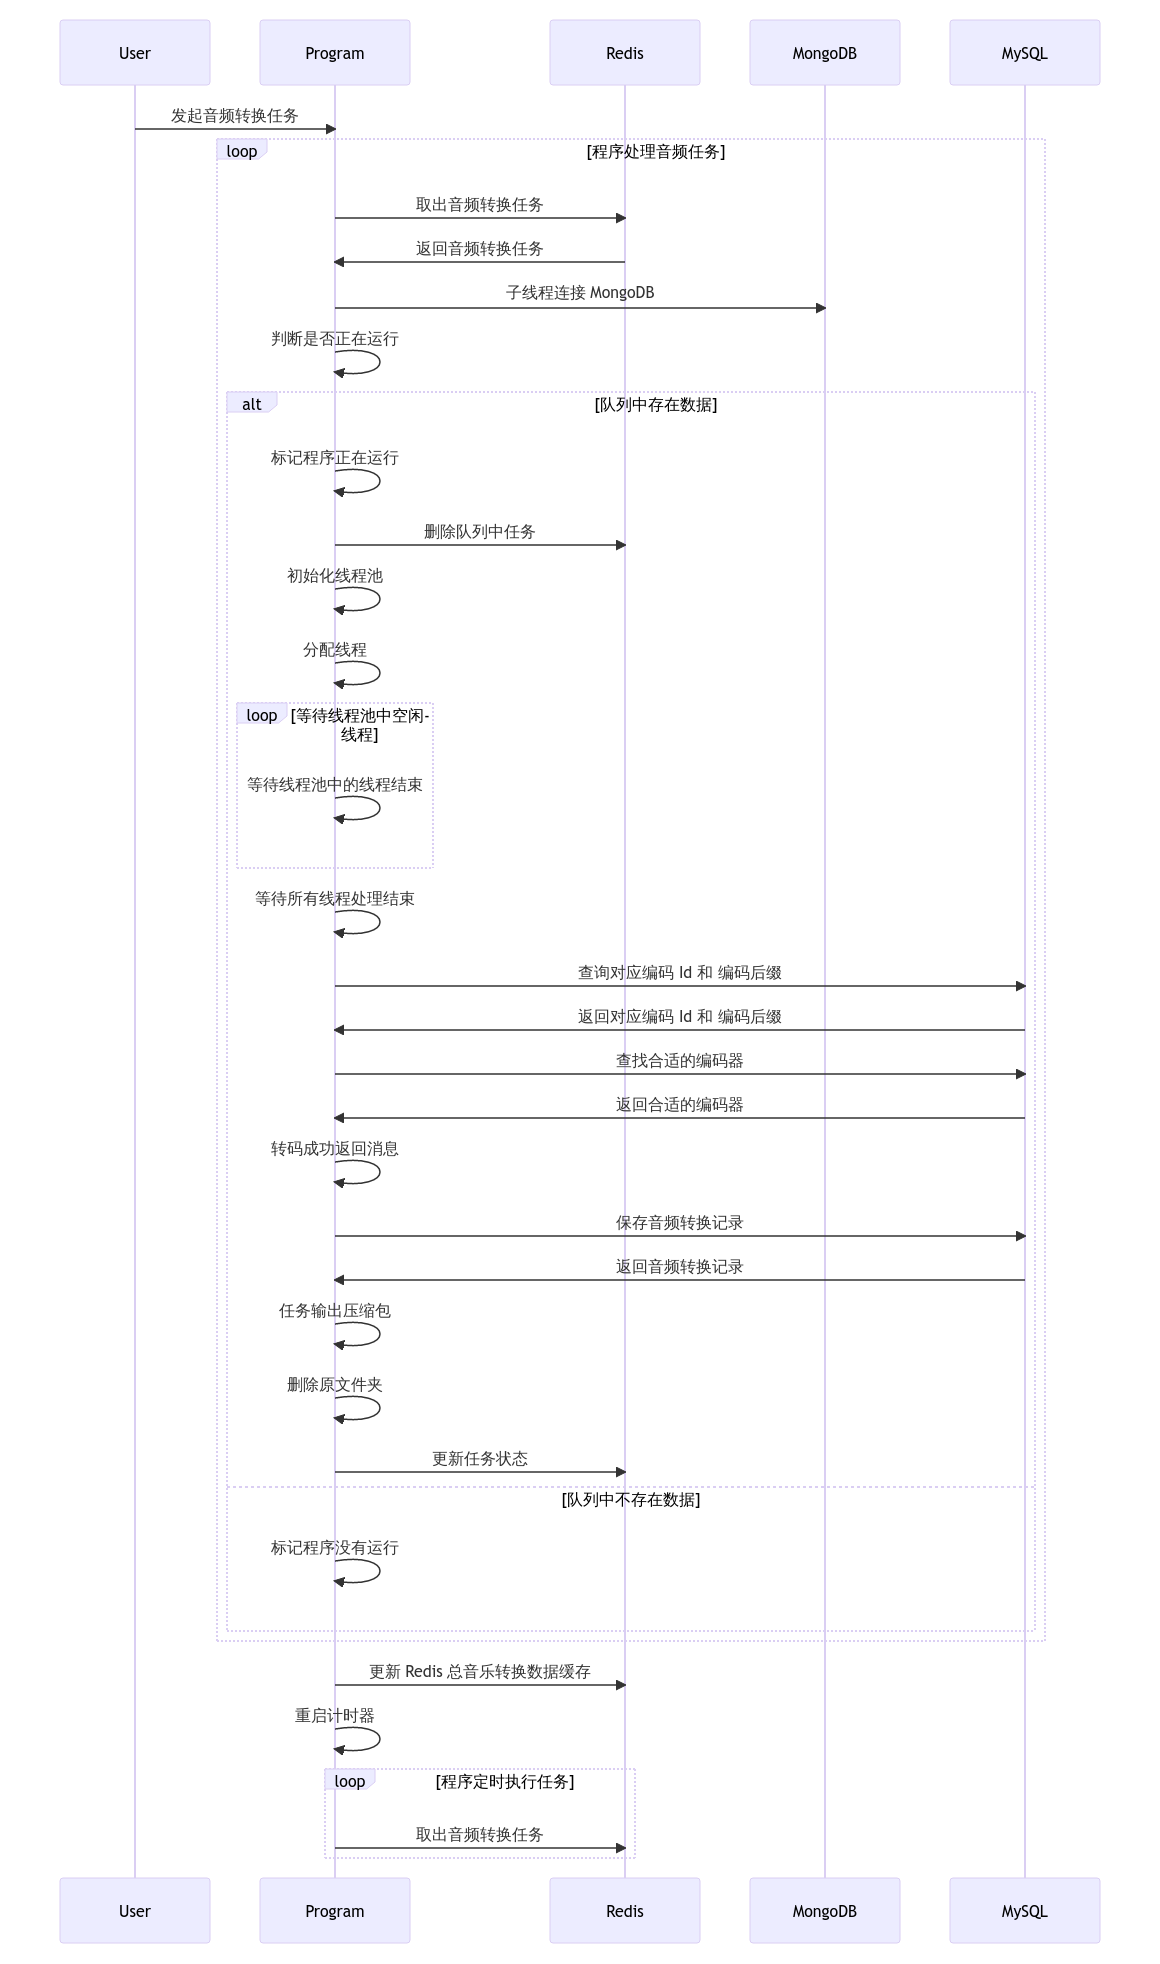 User
Program
Redis
MongoDB
MySQL
发起音频转换任务
loop
[程序处理音频任务]
取出音频转换任务
返回音频转换任务
子线程连接 MongoDB
判断是否正在运行
alt
[队列中存在数据]
标记程序正在运行
删除队列中任务
初始化线程池
分配线程
loop
[等待线程池中空闲-
线程]
等待线程池中的线程结束
等待所有线程处理结束
查询对应编码 Id 和 编码后缀
返回对应编码 Id 和 编码后缀
查找合适的编码器
返回合适的编码器
转码成功返回消息
保存音频转换记录
返回音频转换记录
任务输出压缩包
删除原文件夹
更新任务状态
[队列中不存在数据]
标记程序没有运行
更新 Redis 总音乐转换数据缓存
重启计时器
loop
[程序定时执行任务]
取出音频转换任务
User
Program
Redis
MongoDB
MySQL